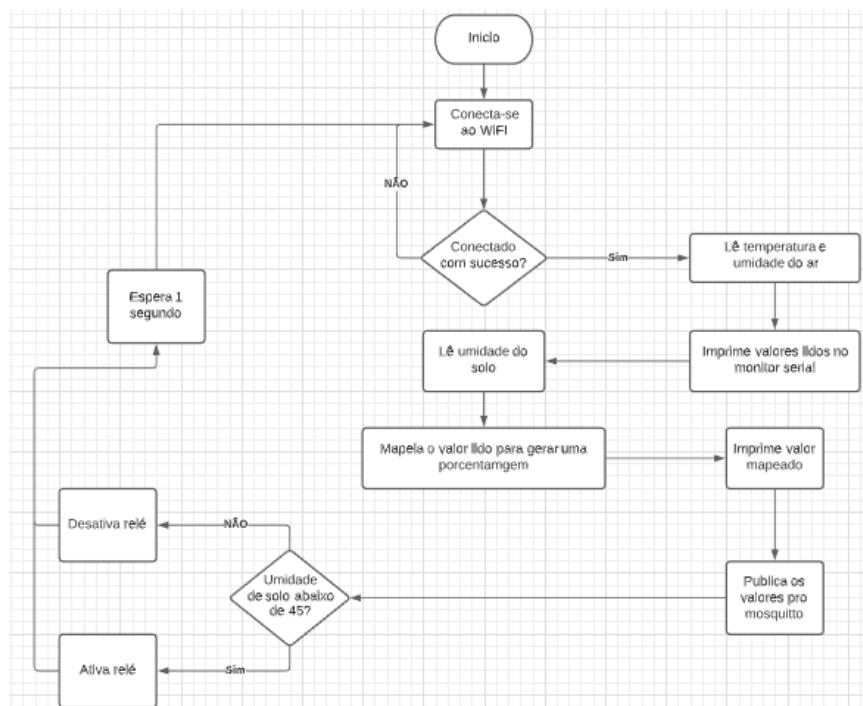 Inicio
Conecta-se
ao WiFI
NÃO
Conectado
com sucesso?
Sim
Lê temperatura e
umidade do ar
Espera 1
segundo
Lê umidade do
solo
Imprime valores lidos no
monitor serial
Mapeia o valor lido para gerar uma
porcentamgem
Imprime valor
mapeado
Desativa relé
NÃO
Umidade
de solo abaixo
de 45?
Publica os
valores pro
mosquitto
Ativa relé
Sim